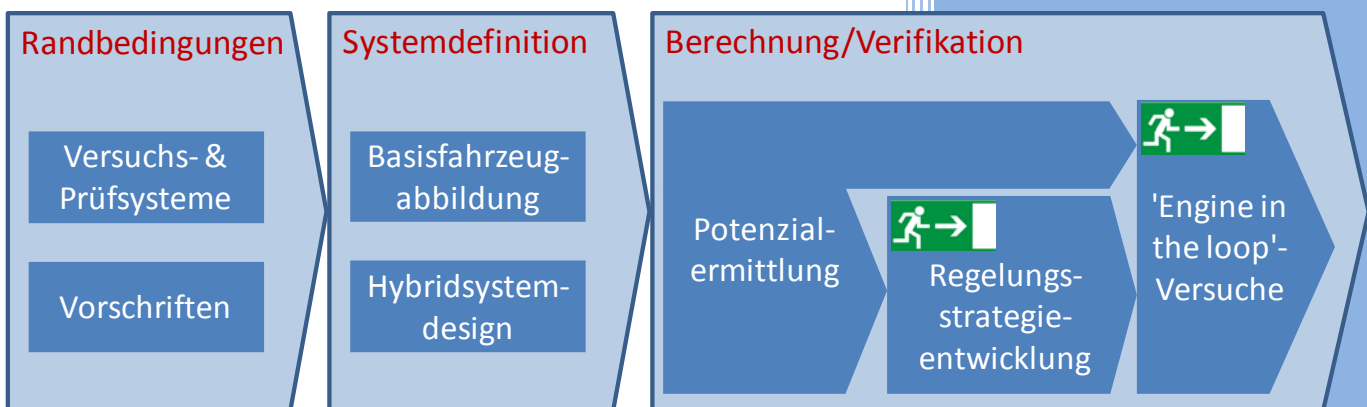 Randbedingungen
Versuchs- &
Prüfsysteme
Vorschriften
Systemdefinition
Basisfahrzeug-
abbildung
Hybridsystem-
design
Berechnung/Verifikation
Potenzial-
ermittlung
Regelungs-
strategie-
entwicklung
'Engine in
the loop'-
Versuche